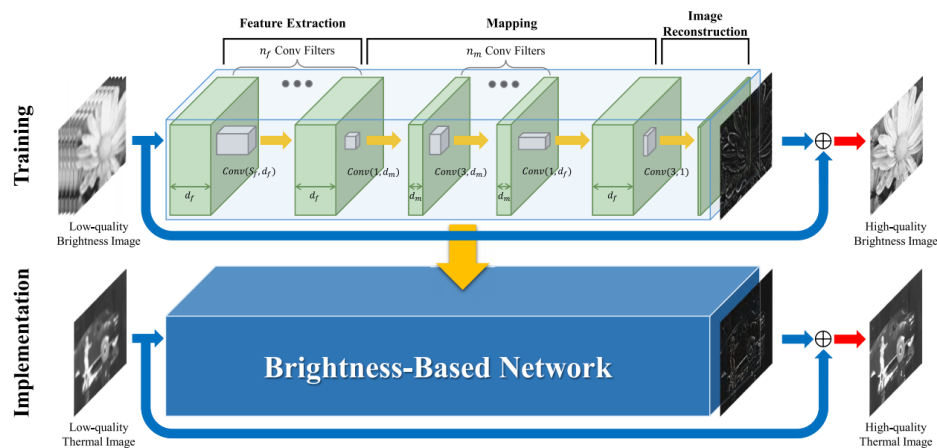 Feature Extraction
Mapping
Image
Reconstruction
n_f Conv Filters
n_m Conv Filters
Training
Conv(S_f, d_f)
Conv(1, d_m)
Conv(3, d_m)
Conv(1, d_f)
Conv(3, 1)
d_f
d_f
d_m
d_m
d_f
Low-quality
Brightness Image
High-quality
Brightness Image
Implementation
Brightness-Based Network
Low-quality
Thermal Image
High-quality
Thermal Image